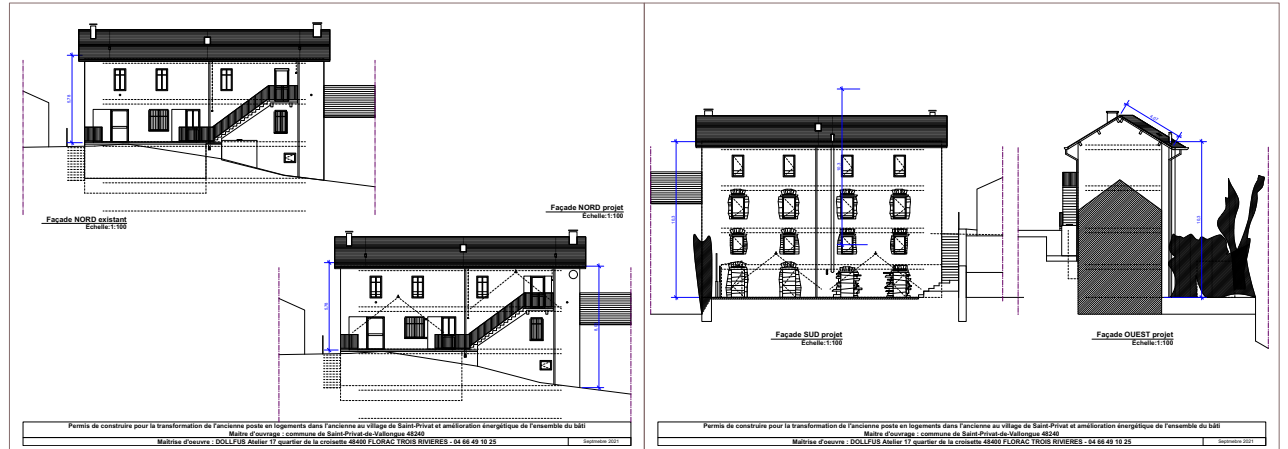 Façade NORD existant
Echelle:1:100
Façade NORD projet
Echelle:1:100
Permis de construire pour la transformation de l'ancienne poste en logements dans l'ancienne au village de Saint-Privat et amélioration énergetique de l'ensemble du bâti
Maitre d'ouvrage : commune de Saint-Privat-de-Vallongue 48240
Maîtrise d'oeuvre : DOLLFUS Atelier 17 quartier de la croisette 48400 FLORAC TROIS RIVIERES - 04 66 49 10 25
Septmebre 2021
Façade SUD projet
Echelle:1:100
Façade OUEST projet
Echelle:1:100
Permis de construire pour la transformation de l'ancienne poste en logements dans l'ancienne au village de Saint-Privat et amélioration énergetique de l'ensemble du bâti
Maitre d'ouvrage : commune de Saint-Privat-de-Vallongue 48240
Maîtrise d'oeuvre : DOLLFUS Atelier 17 quartier de la croisette 48400 FLORAC TROIS RIVIERES - 04 66 49 10 25
Septmebre 2021